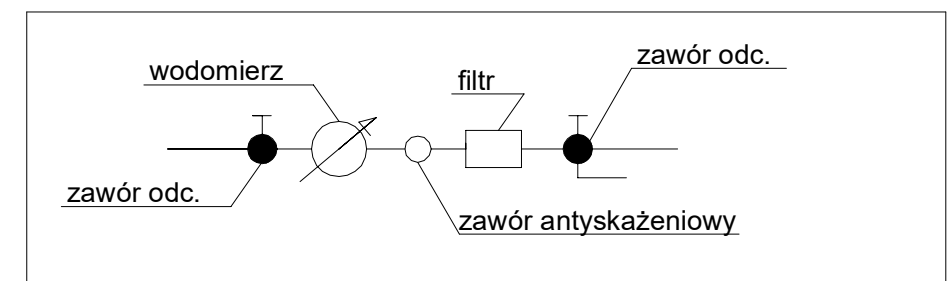 zawór odc.
wodomierz
filtr
zawór odc.
zawór antyskażeniowy